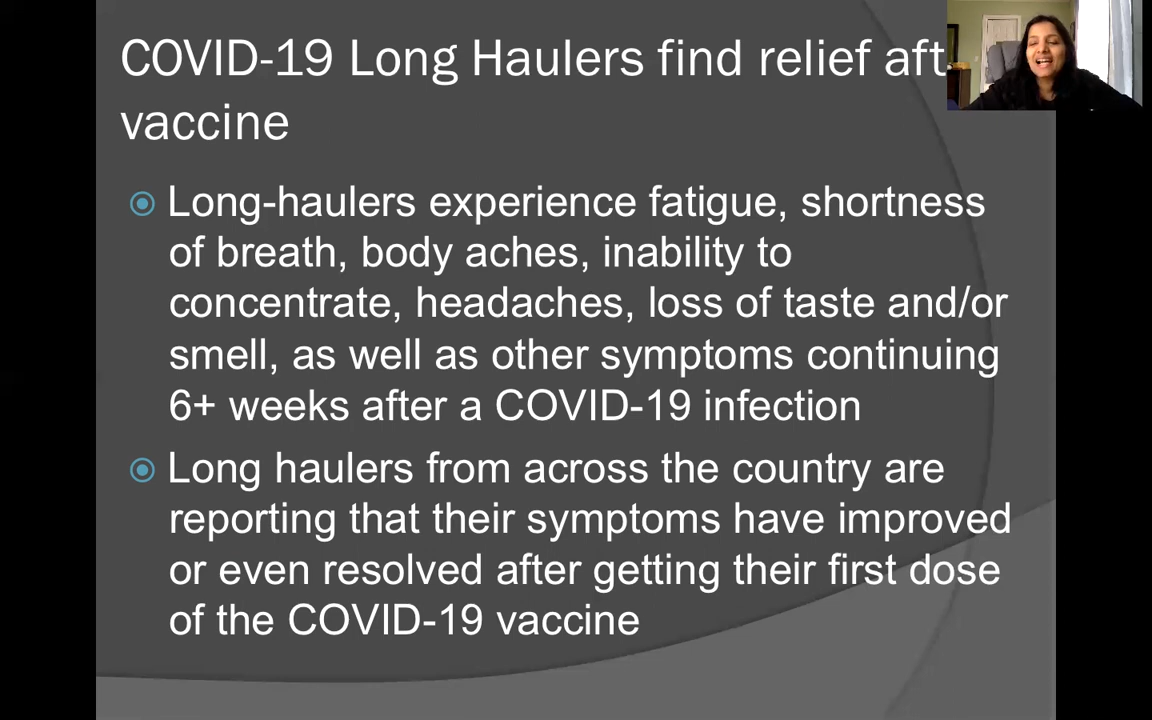 COVID-19 Long Haulers find relief aft
vaccine
Long-haulers experience fatigue, shortness
of breath, body aches, inability to
concentrate, headaches, loss of taste and/or
smell, as well as other symptoms continuing
6+ weeks after a COVID-19 infection
Long haulers from across the country are
reporting that their symptoms have improved
or even resolved after getting their first dose
of the COVID-19 vaccine